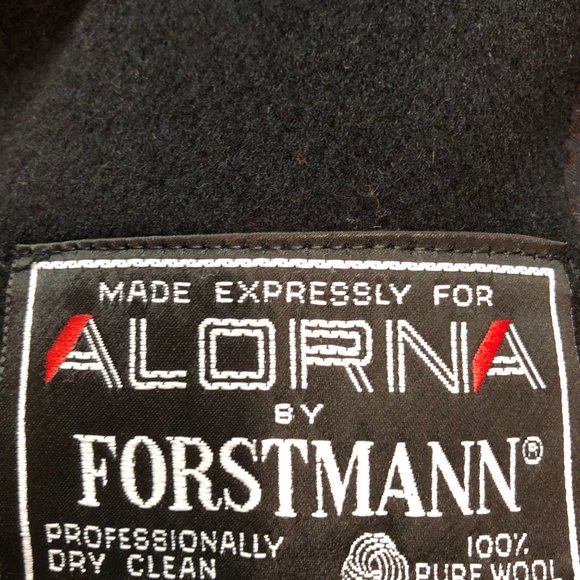 MADE EXPRESSLY FOR
ALORNA
BY
FORSTMANN®
PROFESSIONALLY 100%
DRY CLEAN PURE WOOL